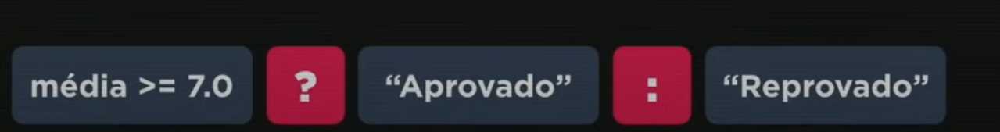 média >= 7.0 ? “Aprovado” : “Reprovado”